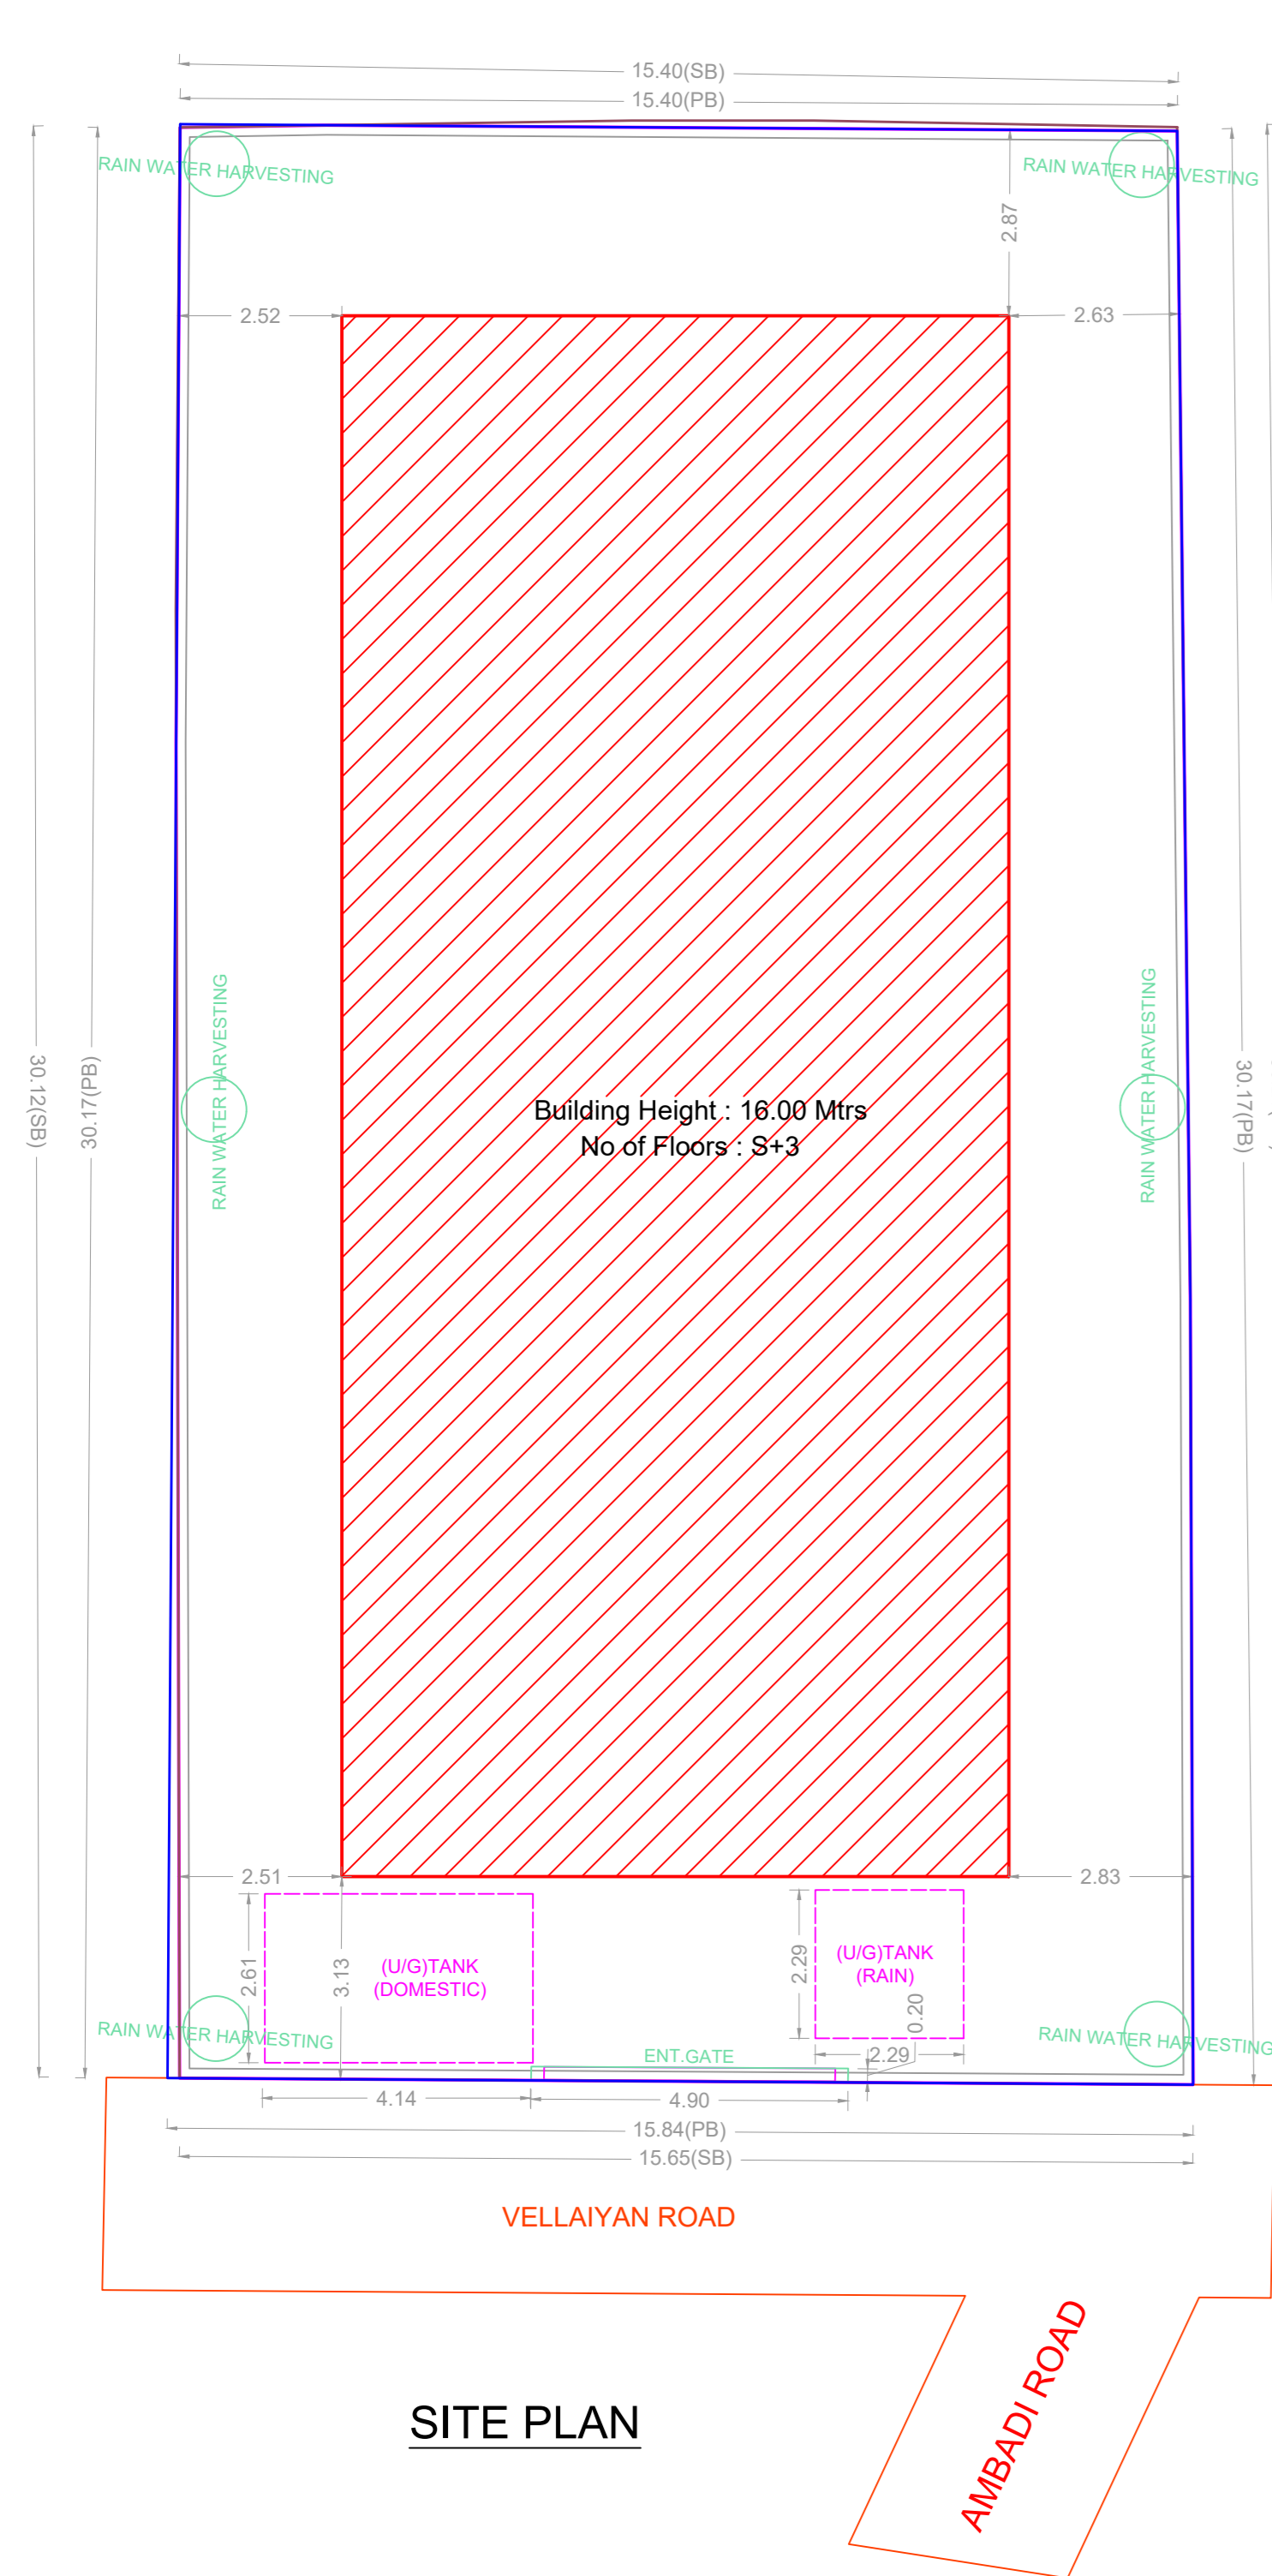 15.40(SB)
15.40(PB)
RAIN WATER HARVESTING
RAIN WATER HARVESTING
2.87
2.52
2.63
30.12(SB)
30.17(PB)
RAIN WATER HARVESTING
Building Height : 16.00 Mtrs
No of Floors : S+3
RAIN WATER HARVESTING
30.17(PB)
2.51
2.83
2.61
(U/G)TANK
(DOMESTIC)
3.13
2.29
(U/G)TANK
(RAIN)
0.20
2.29
RAIN WATER HARVESTING
RAIN WATER HARVESTING
ENT.GATE
4.14
4.90
15.84(PB)
15.65(SB)
VELLAIYAN ROAD
AMBADI ROAD
SITE PLAN